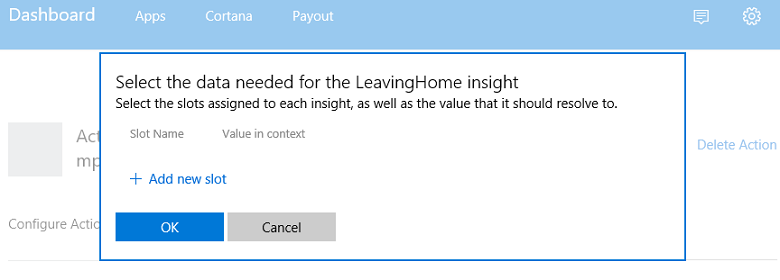 Dashboard Apps Cortana Payout
Select the data needed for the LeavingHome insight
Select the slots assigned to each insight, as well as the value that it should resolve to.
Slot Name Value in context
Act
mp
Delete Action
+ Add new slot
Configure Actio
OK Cancel